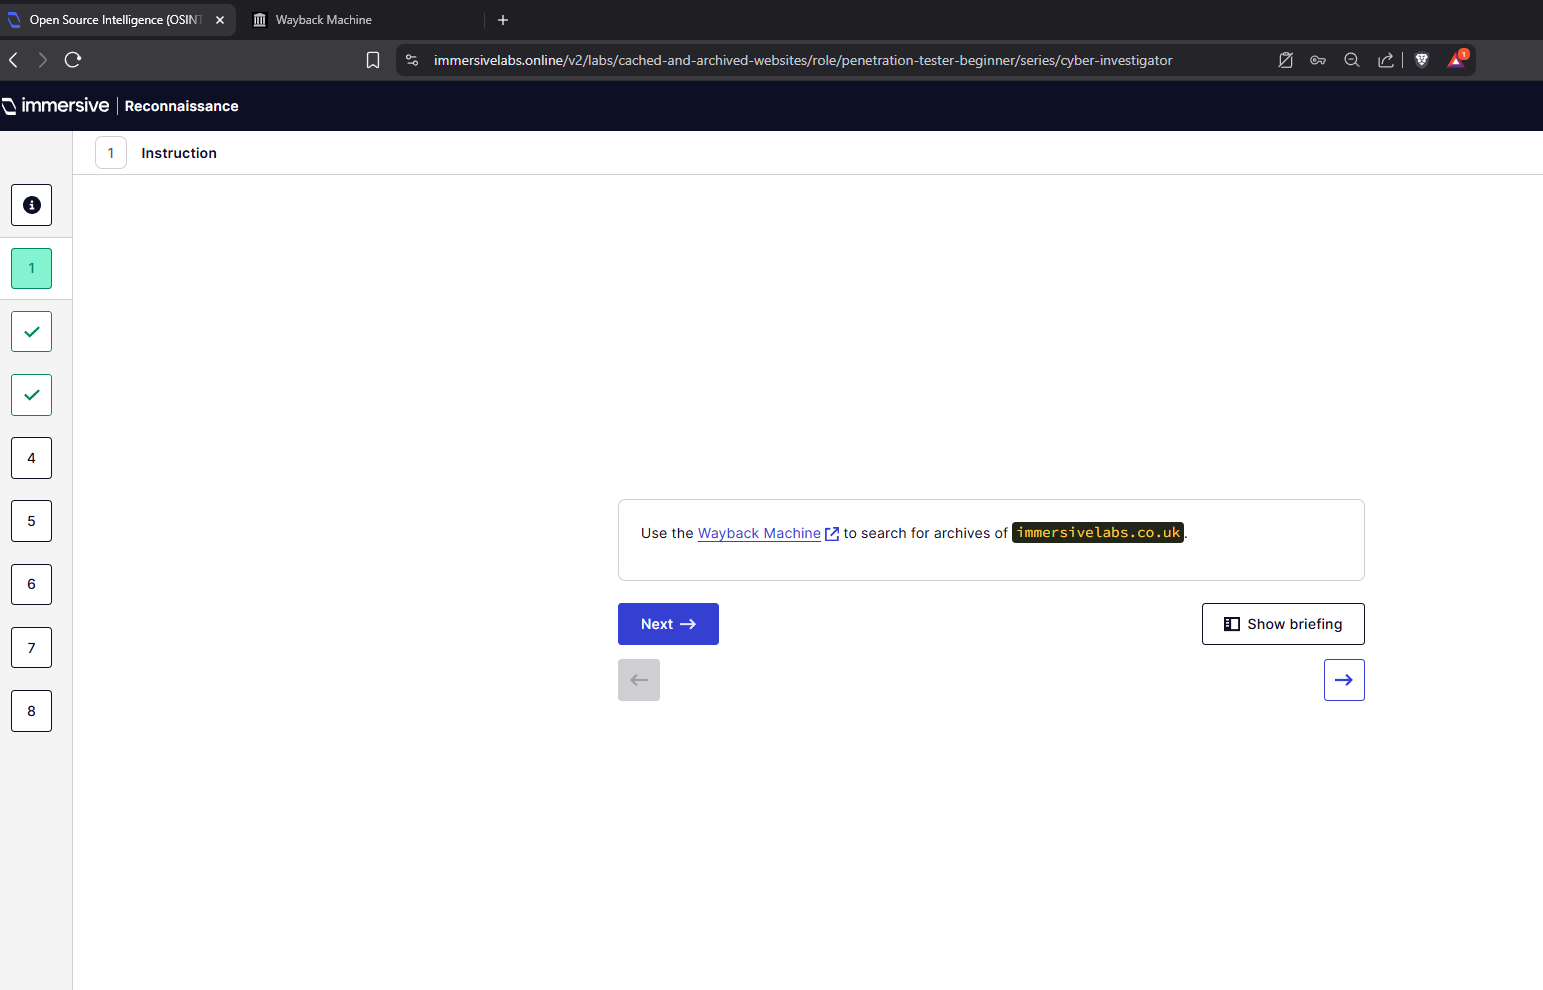 Open Source Intelligence (OSINT
Wayback Machine
immersivelabs.online/v2/labs/cached-and-archived-websites/role/penetration-tester-beginner/series/cyber-investigator
1
immersive
Reconnaissance
1
Instruction
1
4
5
6
7
8
Use the Wayback Machine to search for archives of immersivelabs.co.uk.
Next
Show briefing